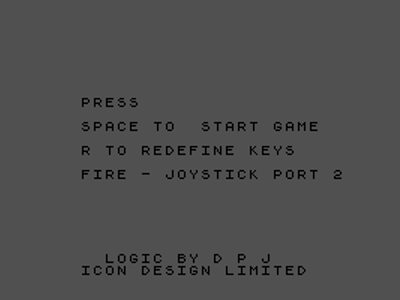 PRESS
SPACE TO  START GAME
R TO REDEFINE KEYS
FIRE - JOYSTICK PORT 2
LOGIC BY D P J
ICON DESIGN LIMITED